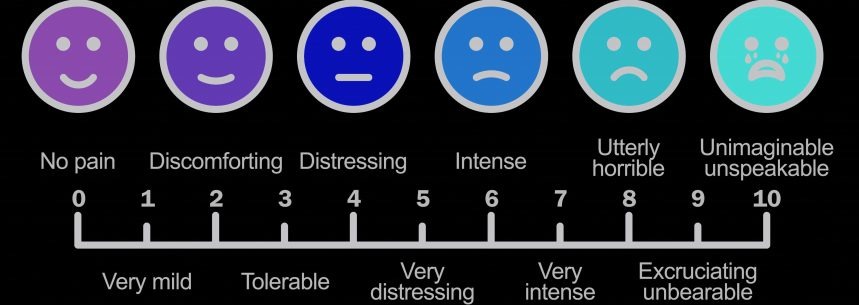 No pain Discomforting Distressing Intense Utterly horrible Unimaginable unspeakable
0 1 2 3 4 5 6 7 8 9 10
Very mild Tolerable Very distressing Very intense Excruciating unbearable